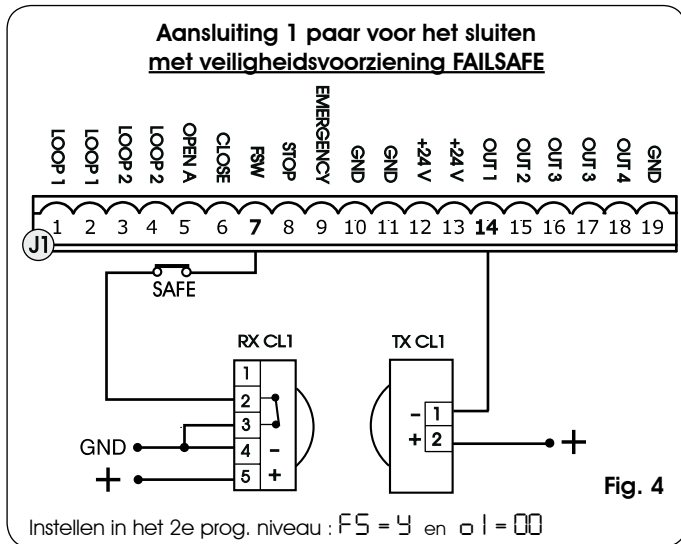 Aansluiting 1 paar voor het sluiten
met veiligheidsvoorziening FAILSAFE
LOOP 1 LOOP 1 LOOP 2 LOOP 2 OPEN A CLOSE FSW STOP EMERGENCY GND GND +24 V +24 V OUT 1 OUT 2 OUT 3 OUT 3 OUT 4 GND
1 2 3 4 5 6 7 8 9 10 11 12 13 14 15 16 17 18 19
J1
SAFE
RX CL1
1
2
3
GND 4 -
+ 5 +
TX CL1
- 1
+ 2 +
Fig. 4
Instellen in het 2e prog. niveau : FS = Y en o1 = 00